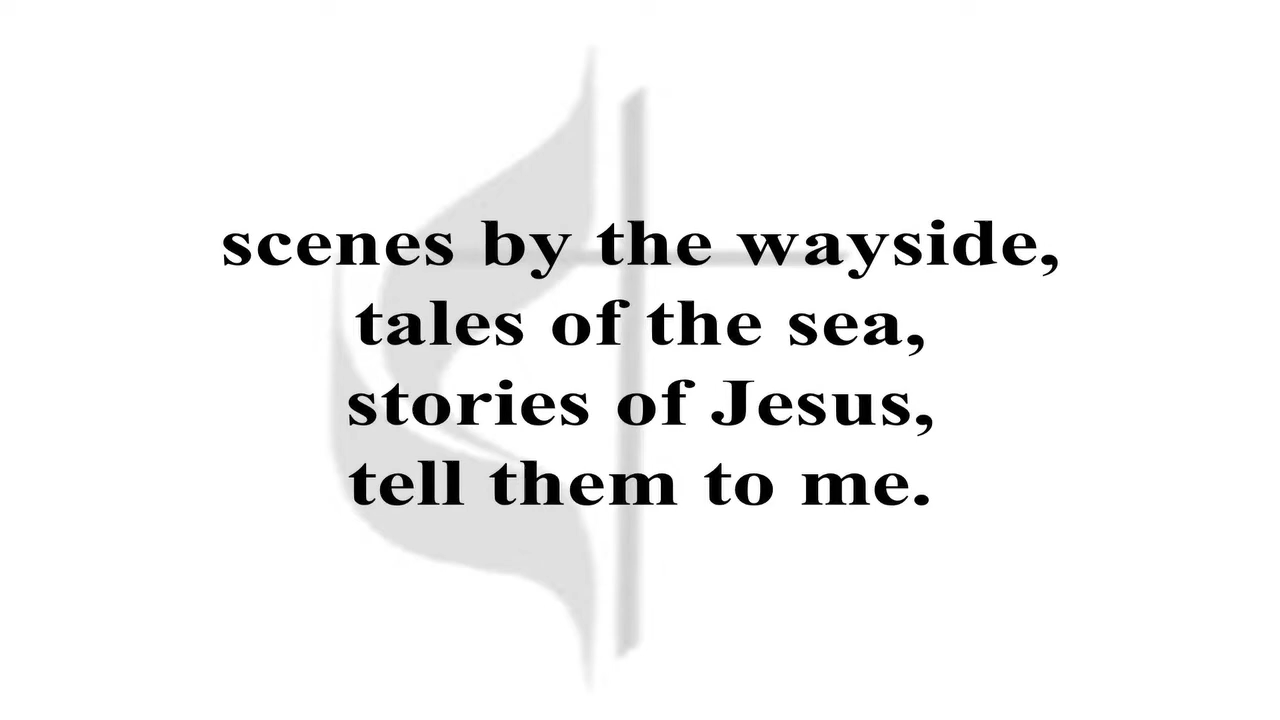 scenes by the wayside,
tales of the sea,
stories of Jesus,
tell them to me.